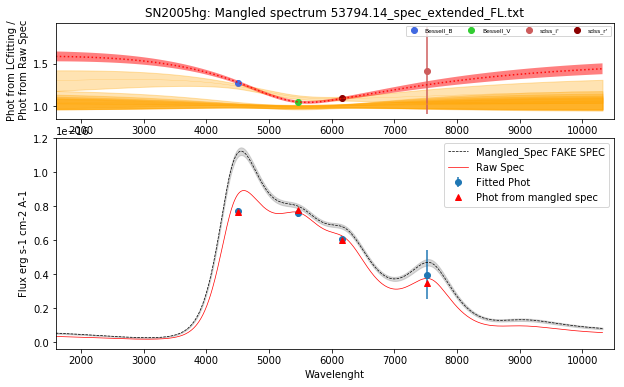 SN2005hg: Mangled spectrum 53794.14_spec_extended_FL.txt
Phot from LCfitting /
Phot from Raw Spec
Bessell_B Bessell_V sdss_i' sdss_r'
1.5
1.0
2000 3000 4000 5000 6000 7000 8000 9000 10000
1e−16
Flux erg s-1 cm-2 A-1
1.2
1.0
0.8
0.6
0.4
0.2
0.0
Mangled_Spec FAKE SPEC
Raw Spec
Fitted Phot
Phot from mangled spec
2000 3000 4000 5000 6000 7000 8000 9000 10000
Wavelenght